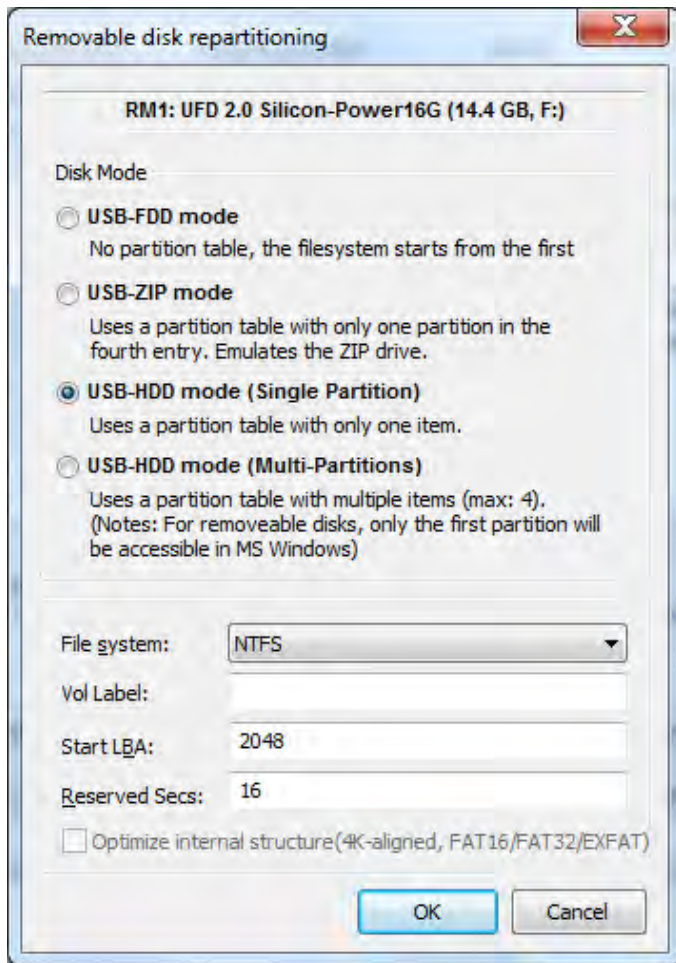 Removable disk repartitioning
RM1: UFD 2.0 Silicon-Power16G (14.4 GB, F:)
Disk Mode
USB-FDD mode
No partition table, the filesystem starts from the first
USB-ZIP mode
Uses a partition table with only one partition in the
fourth entry. Emulates the ZIP drive.
USB-HDD mode (Single Partition)
Uses a partition table with only one item.
USB-HDD mode (Multi-Partitions)
Uses a partition table with multiple items (max: 4).
(Notes: For removeable disks, only the first partition will
be accessible in MS Windows)
File system: NTFS
Vol Label:
Start LBA: 2048
Reserved Secs: 16
Optimize internal structure(4K-aligned, FAT16/FAT32/EXFAT)
OK Cancel